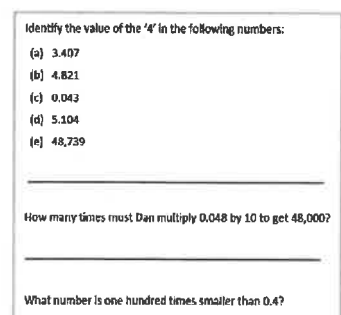 Identify the value of the '4' in the following numbers:
(a) 3.407
(b) 4.821
(c) 0.043
(d) 5.104
(e) 48,739
How many times must Dan multiply 0.048 by 10 to get 48,000?
What number is one hundred times smaller than 0.4?